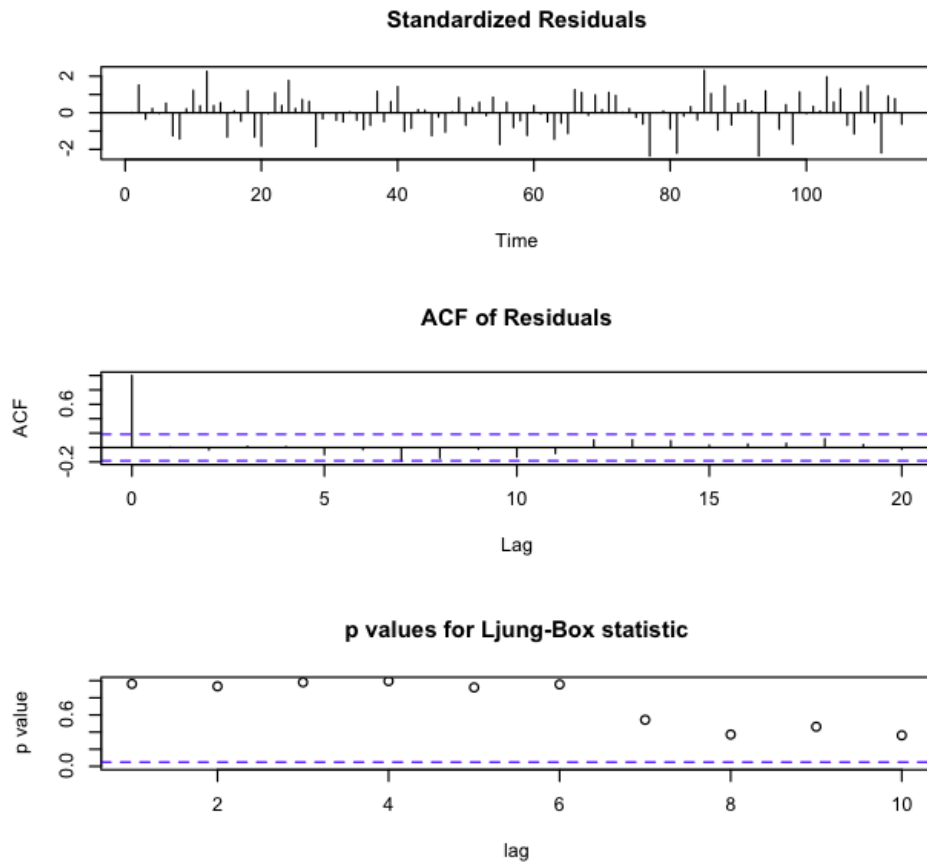 Standardized Residuals
2
0
-2
0 20 40 60 80 100
Time
ACF of Residuals
ACF
0.6
-0.2
0 5 10 15 20
Lag
p values for Ljung-Box statistic
p value
0.6
0.0
2 4 6 8 10
lag